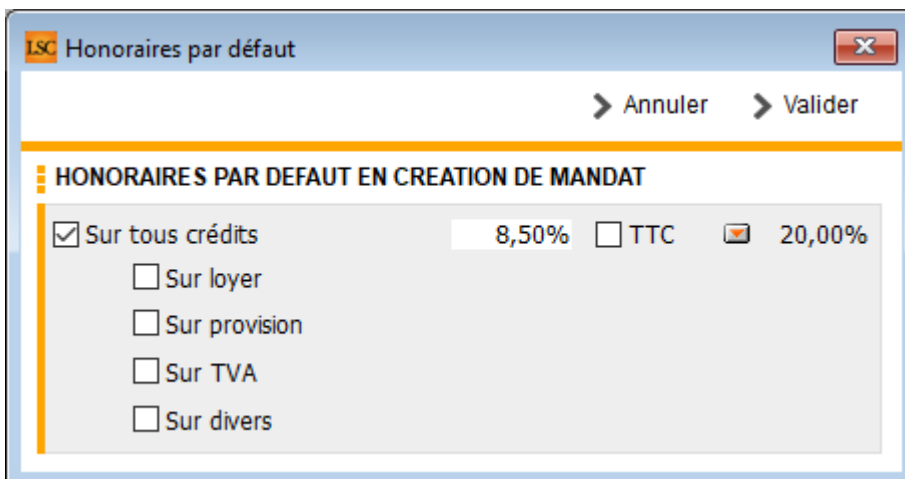 LSC Honoraires par défaut
Annuler Valider
HONORAIRES PAR DEFAUT EN CREATION DE MANDAT
Sur tous crédits 8,50% TTC 20,00%
Sur loyer
Sur provision
Sur TVA
Sur divers